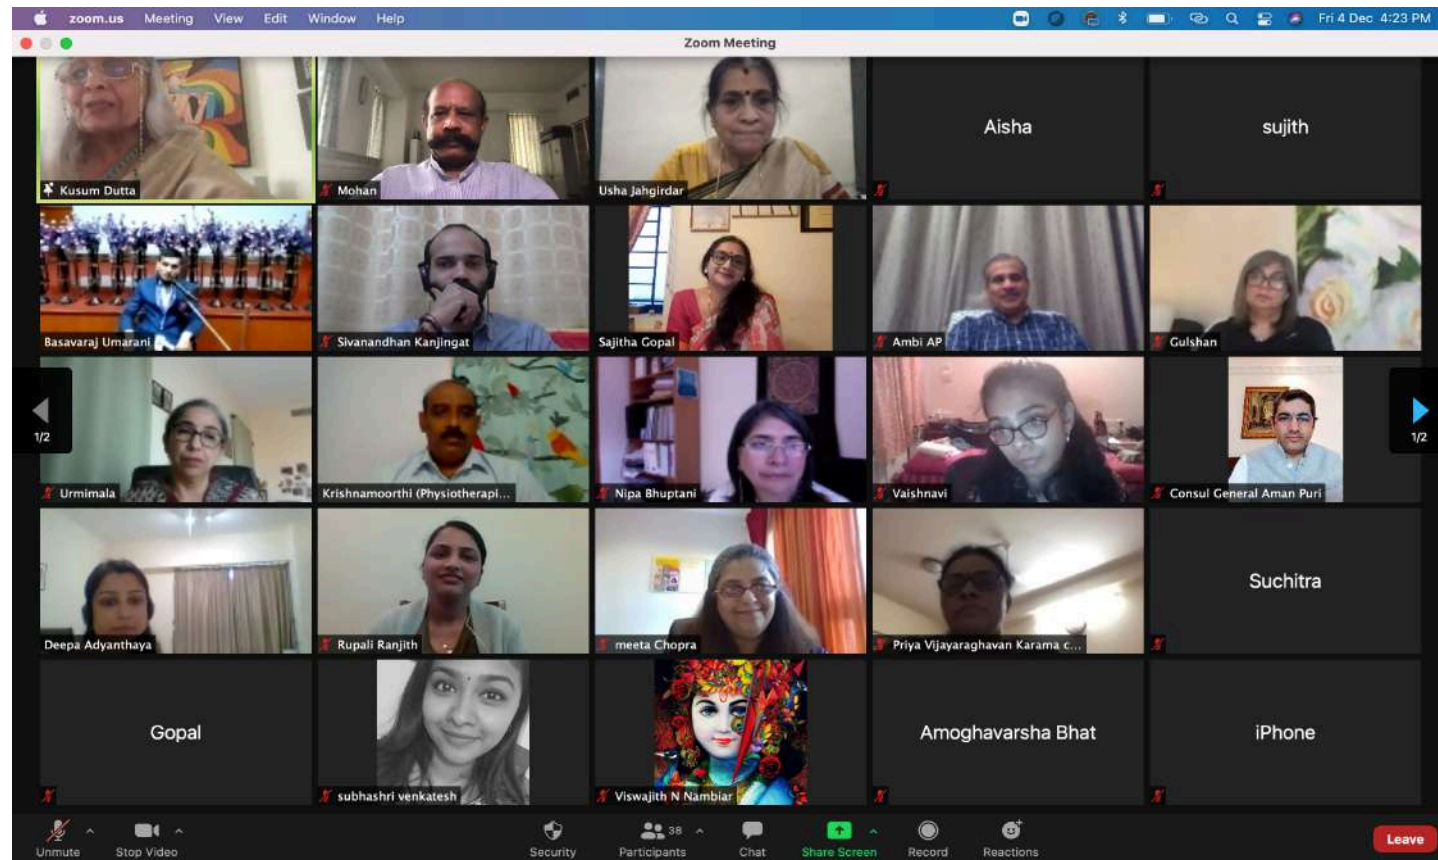 zoom.us Meeting View Edit Window Help Fri 4 Dec 4:23 PM
Zoom Meeting
Kusum Dutta
Mohan
Usha Jahgirdar
Aisha
sujith
Basavaraj Umarani
Sivanandhan Kanjingat
Sajitha Gopal
Ambi AP
Gulshan
1/2
Urmimala
Krishnamoorthi (Physiotherapi...
Nipa Bhuptani
Vaishnavi
Consul General Aman Puri
1/2
Deepa Adyanthaya
Rupali Ranjith
meeta Chopra
Priya Vijayaraghavan Karama c...
Suchitra
Gopal
subhashri venkatesh
Viswajith N Nambiar
Amoghavarsha Bhat
iPhone
38
Unmute Stop Video Security Participants Chat Share Screen Record Reactions Leave